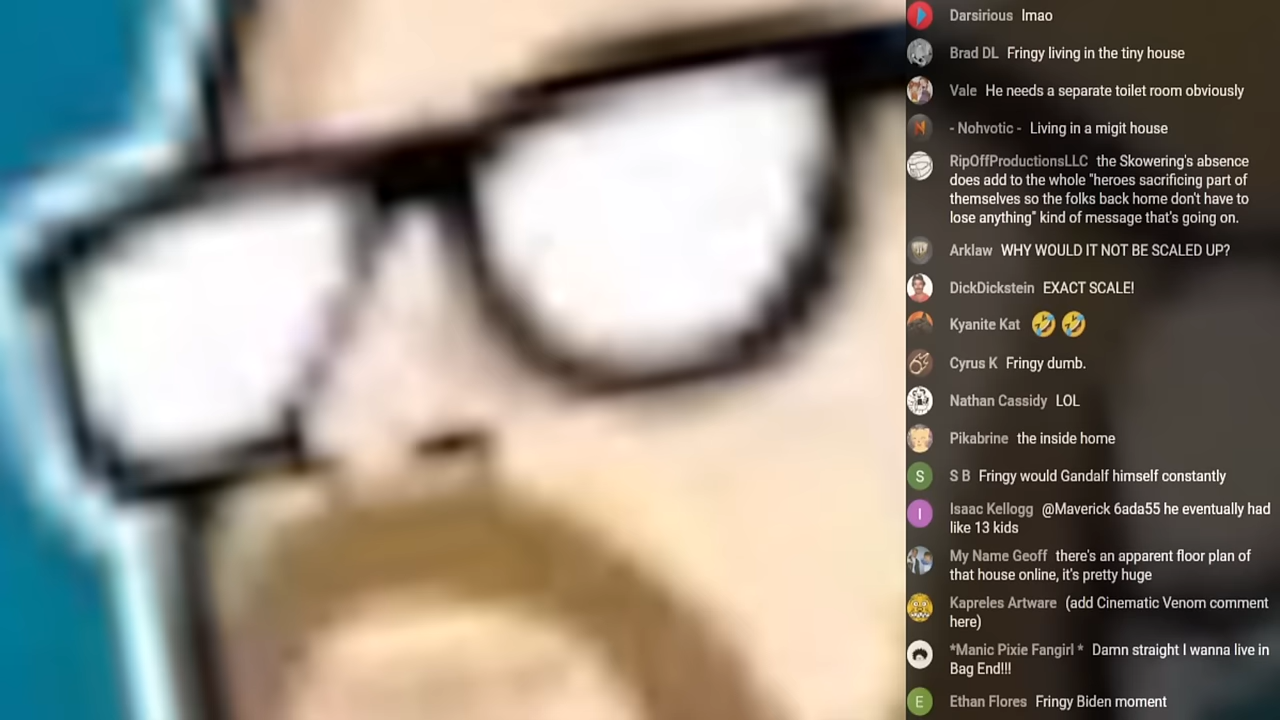 Darsirious lmao
Brad DL Fringy living in the tiny house
Vale He needs a separate toilet room obviously
N
- Nohvotic - Living in a migit house
RipOffProductionsLLC the Skowering's absence
does add to the whole "heroes sacrificing part of
themselves so the folks back home don't have to
lose anything" kind of message that's going on.
Arklaw WHY WOULD IT NOT BE SCALED UP?
DickDickstein EXACT SCALE!
Kyanite Kat 🤣 🤣
Cyrus K Fringy dumb.
Nathan Cassidy LOL
Pikabrine the inside home
S
S B Fringy would Gandalf himself constantly
I
Isaac Kellogg @Maverick 6ada55 he eventually had
like 13 kids
My Name Geoff there's an apparent floor plan of
that house online, it's pretty huge
Kapreles Artware (add Cinematic Venom comment
here)
*Manic Pixie Fangirl * Damn straight I wanna live in
Bag End!!!
E
Ethan Flores Fringy Biden moment